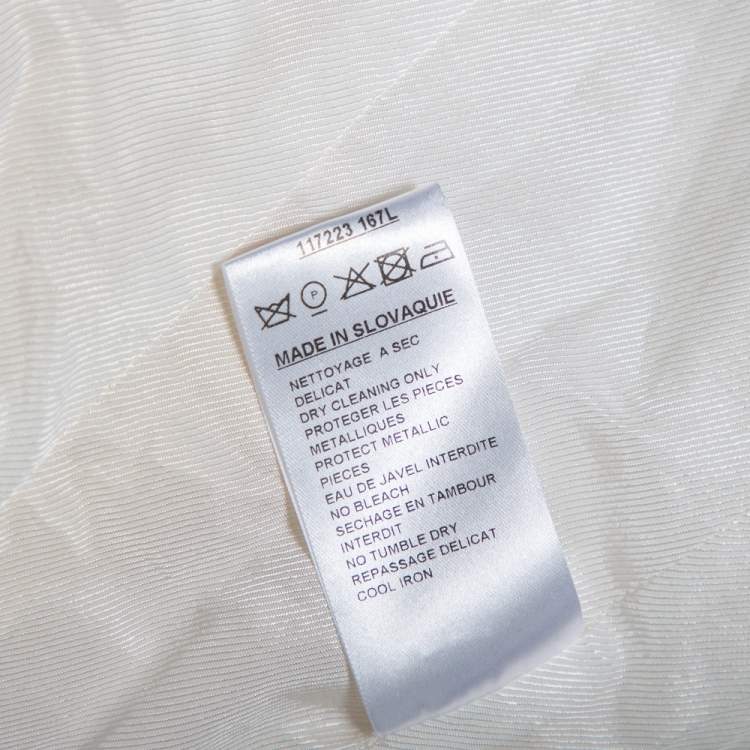 117223 167L
P
MADE IN SLOVAQUIE
NETTOYAGE A SEC
DELICAT
DRY CLEANING ONLY
PROTEGER LES PIECES
METALLIQUES
PROTECT METALLIC
PIECES
EAU DE JAVEL INTERDITE
NO BLEACH
SECHAGE EN TAMBOUR
INTERDIT
NO TUMBLE DRY
REPASSAGE DELICAT
COOL IRON